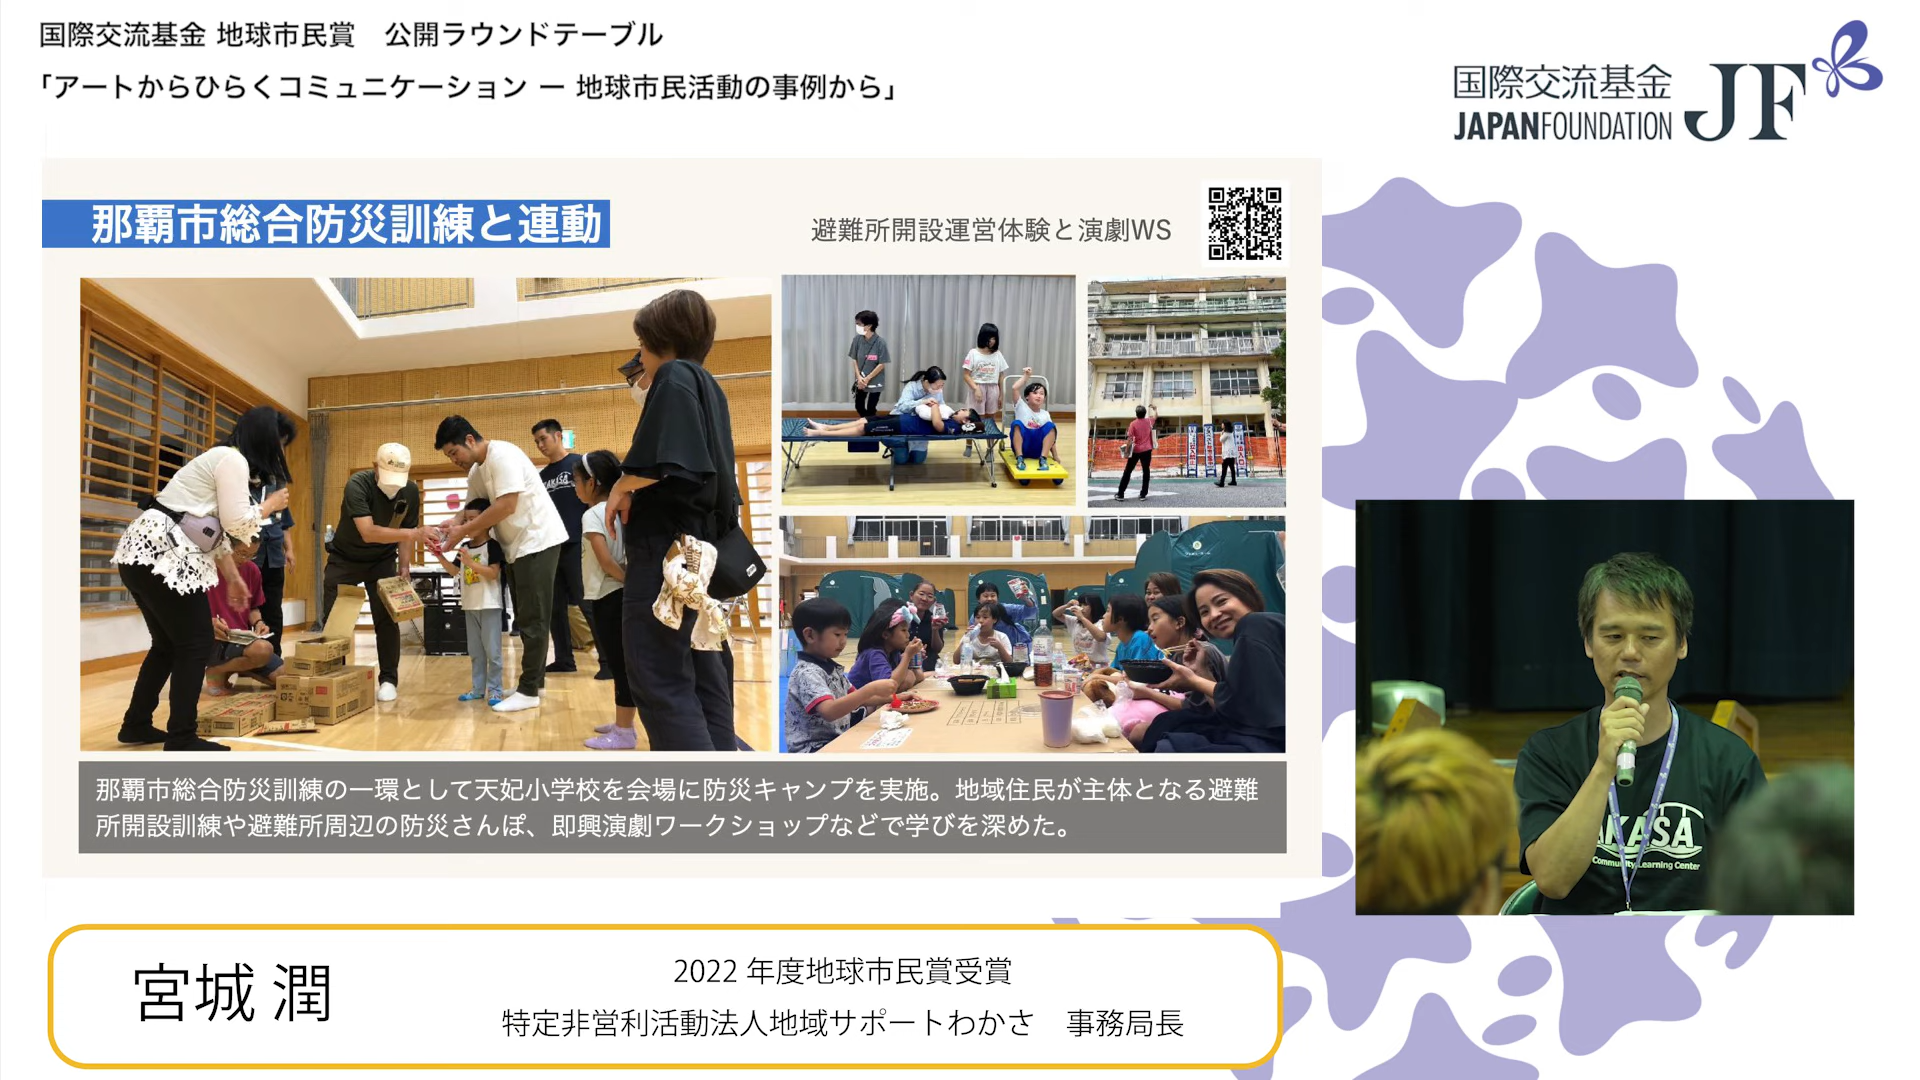 国際交流基金 地球市民賞　公開ラウンドテーブル
「アートからひらくコミュニケーション ー 地球市民活動の事例から」
国際交流基金
JAPANFOUNDATION
JF
那覇市総合防災訓練と連動
避難所開設運営体験と演劇WS
那覇市総合防災訓練の一環として天妃小学校を会場に防災キャンプを実施。地域住民が主体となる避難
所開設訓練や避難所周辺の防災さんぽ、即興演劇ワークショップなどで学びを深めた。
AKASA
Community Learning Center
宮城 潤
2022 年度地球市民賞受賞
特定非営利活動法人地域サポートわかさ　事務局長